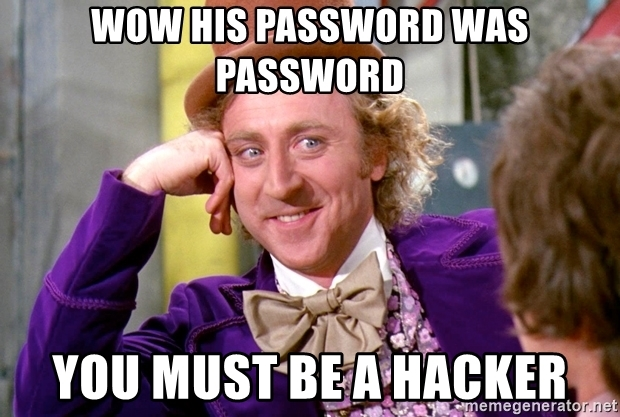 WOW HIS PASSWORD WAS
PASSWORD
YOU MUST BE A HACKER
memegenerator.net